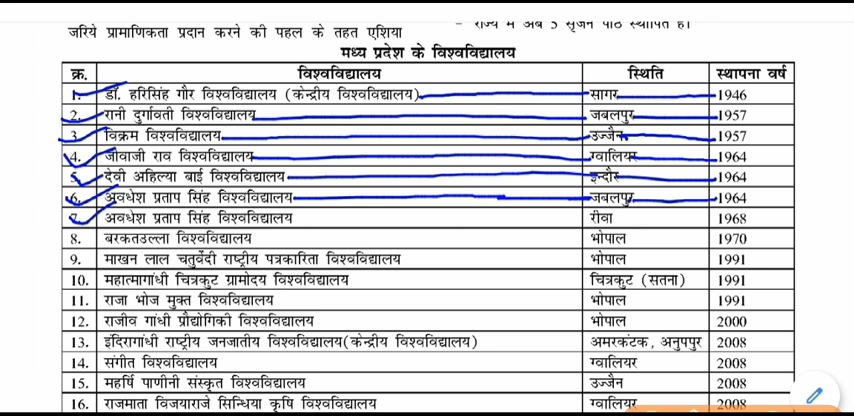 जरिये प्रामाणिकता प्रदान करने की पहल के तहत एशिया
- राज्य में अब 5 सृजन पीठ स्थापित हैं।
मध्य प्रदेश के विश्वविद्यालय
क्र. विश्वविद्यालय स्थिति स्थापना वर्ष
1. डॉ. हरिसिंह गौर विश्वविद्यालय (केन्द्रीय विश्वविद्यालय) सागर 1946
2. रानी दुर्गावती विश्वविद्यालय जबलपुर 1957
3. विक्रम विश्वविद्यालय उज्जैन 1957
4. जीवाजी राव विश्वविद्यालय ग्वालियर 1964
5. देवी अहिल्या बाई विश्वविद्यालय इन्दौर 1964
6. अवधेश प्रताप सिंह विश्वविद्यालय जबलपुर 1964
7. अवधेश प्रताप सिंह विश्वविद्यालय रीवा 1968
8. बरकतउल्ला विश्वविद्यालय भोपाल 1970
9. माखन लाल चतुर्वेदी राष्ट्रीय पत्रकारिता विश्वविद्यालय भोपाल 1991
10. महात्मागांधी चित्रकुट ग्रामोदय विश्वविद्यालय चित्रकुट (सतना) 1991
11. राजा भोज मुक्त विश्वविद्यालय भोपाल 1991
12. राजीव गांधी प्रौद्योगिकी विश्वविद्यालय भोपाल 2000
13. इंदिरागांधी राष्ट्रीय जनजातीय विश्वविद्यालय(केन्द्रीय विश्वविद्यालय) अमरकंटक, अनुपपुर 2008
14. संगीत विश्वविद्यालय ग्वालियर 2008
15. महर्षि पाणीनी संस्कृत विश्वविद्यालय उज्जैन 2008
16. राजमाता विजयाराजे सिन्धिया कृषि विश्वविद्यालय ग्वालियर 2008